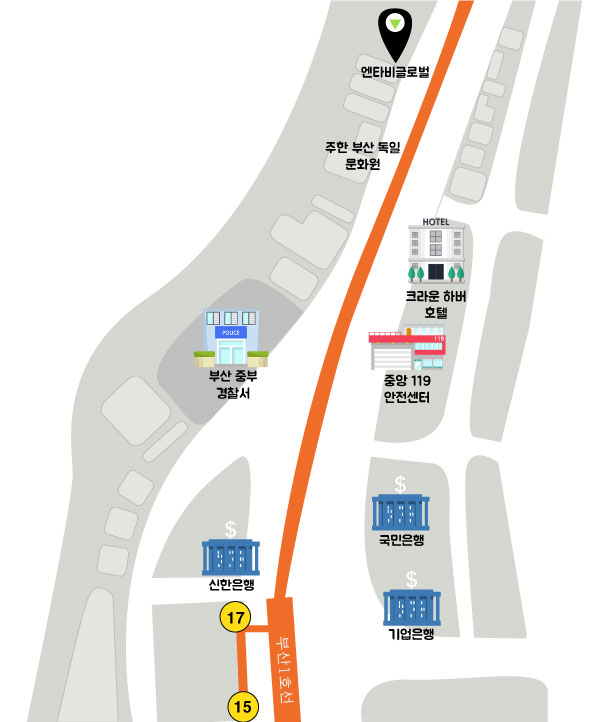 엔타비글로벌
주한 부산 독일
문화원
HOTEL
크라운 하버
호텔
POLICE
부산 중부
경찰서
119
중앙 119
안전센터
$
국민은행
$
신한은행
$
기업은행
17
부산1호선
15